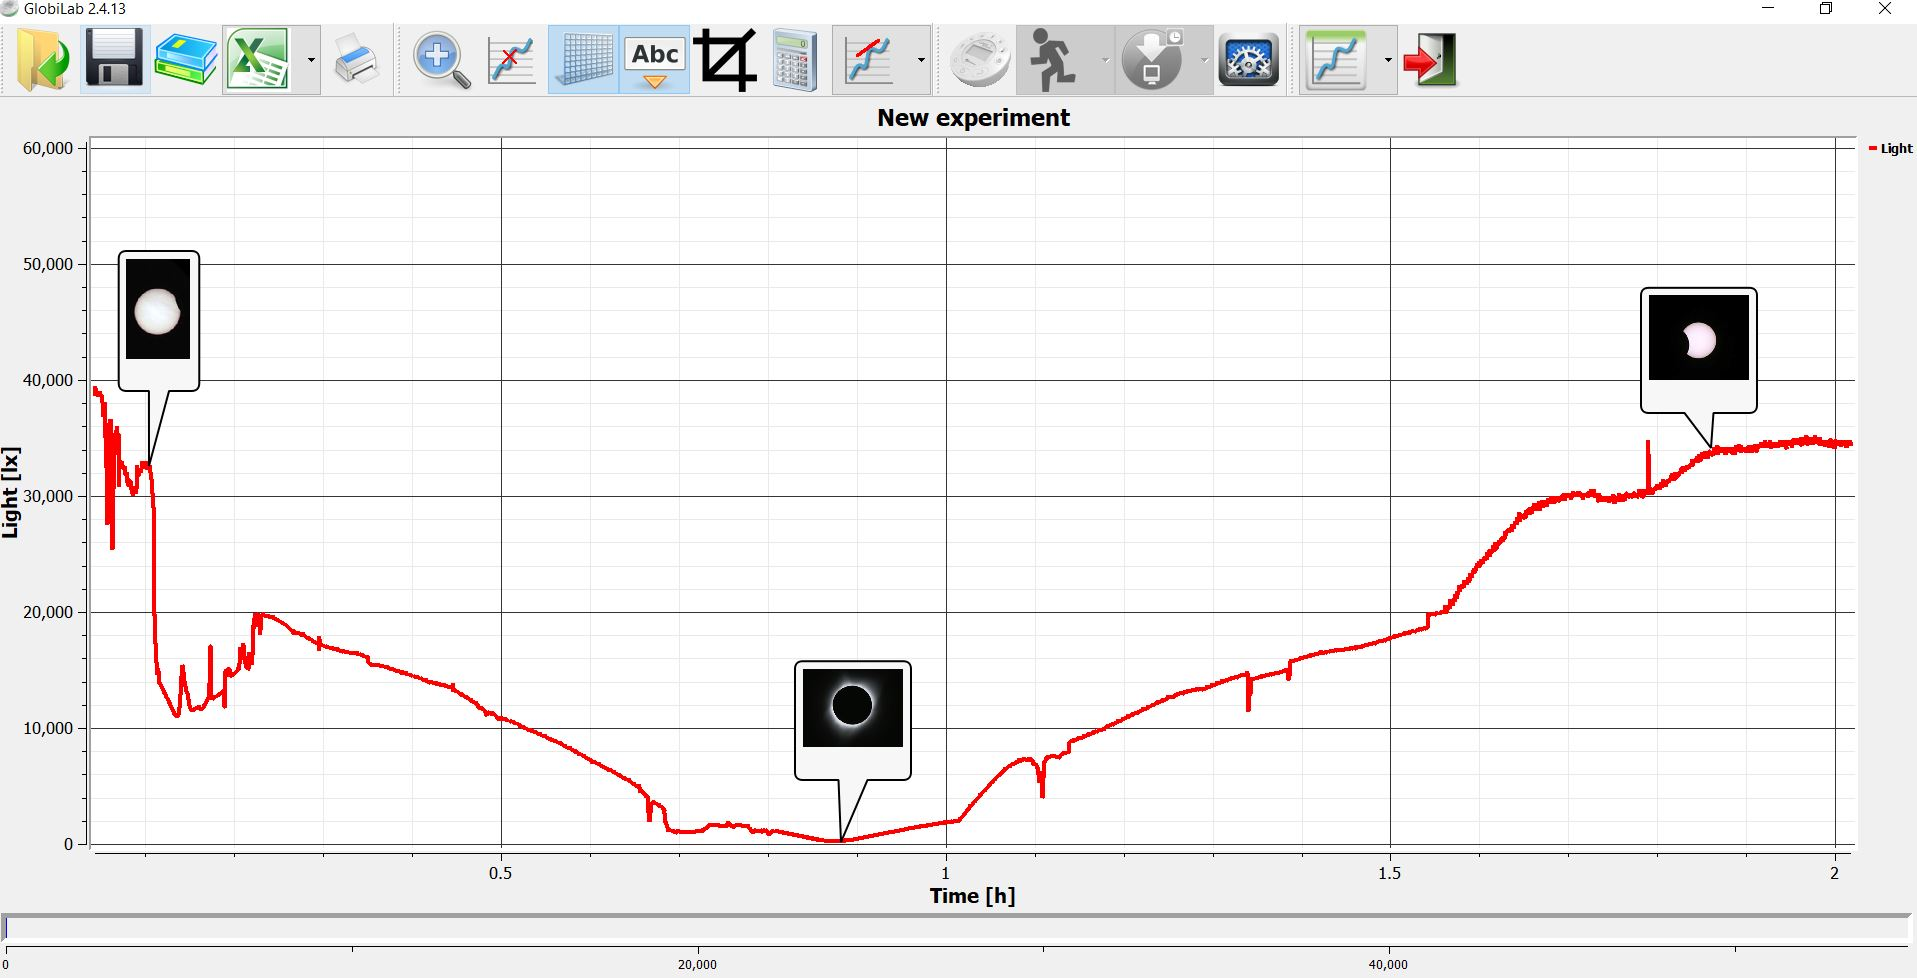 GlobiLab 2.4.13
Abc
New experiment
60,000
50,000
40,000
30,000
20,000
10,000
0
Light [lx]
Light
0.5
1
1.5
2
Time [h]
0
20,000
40,000